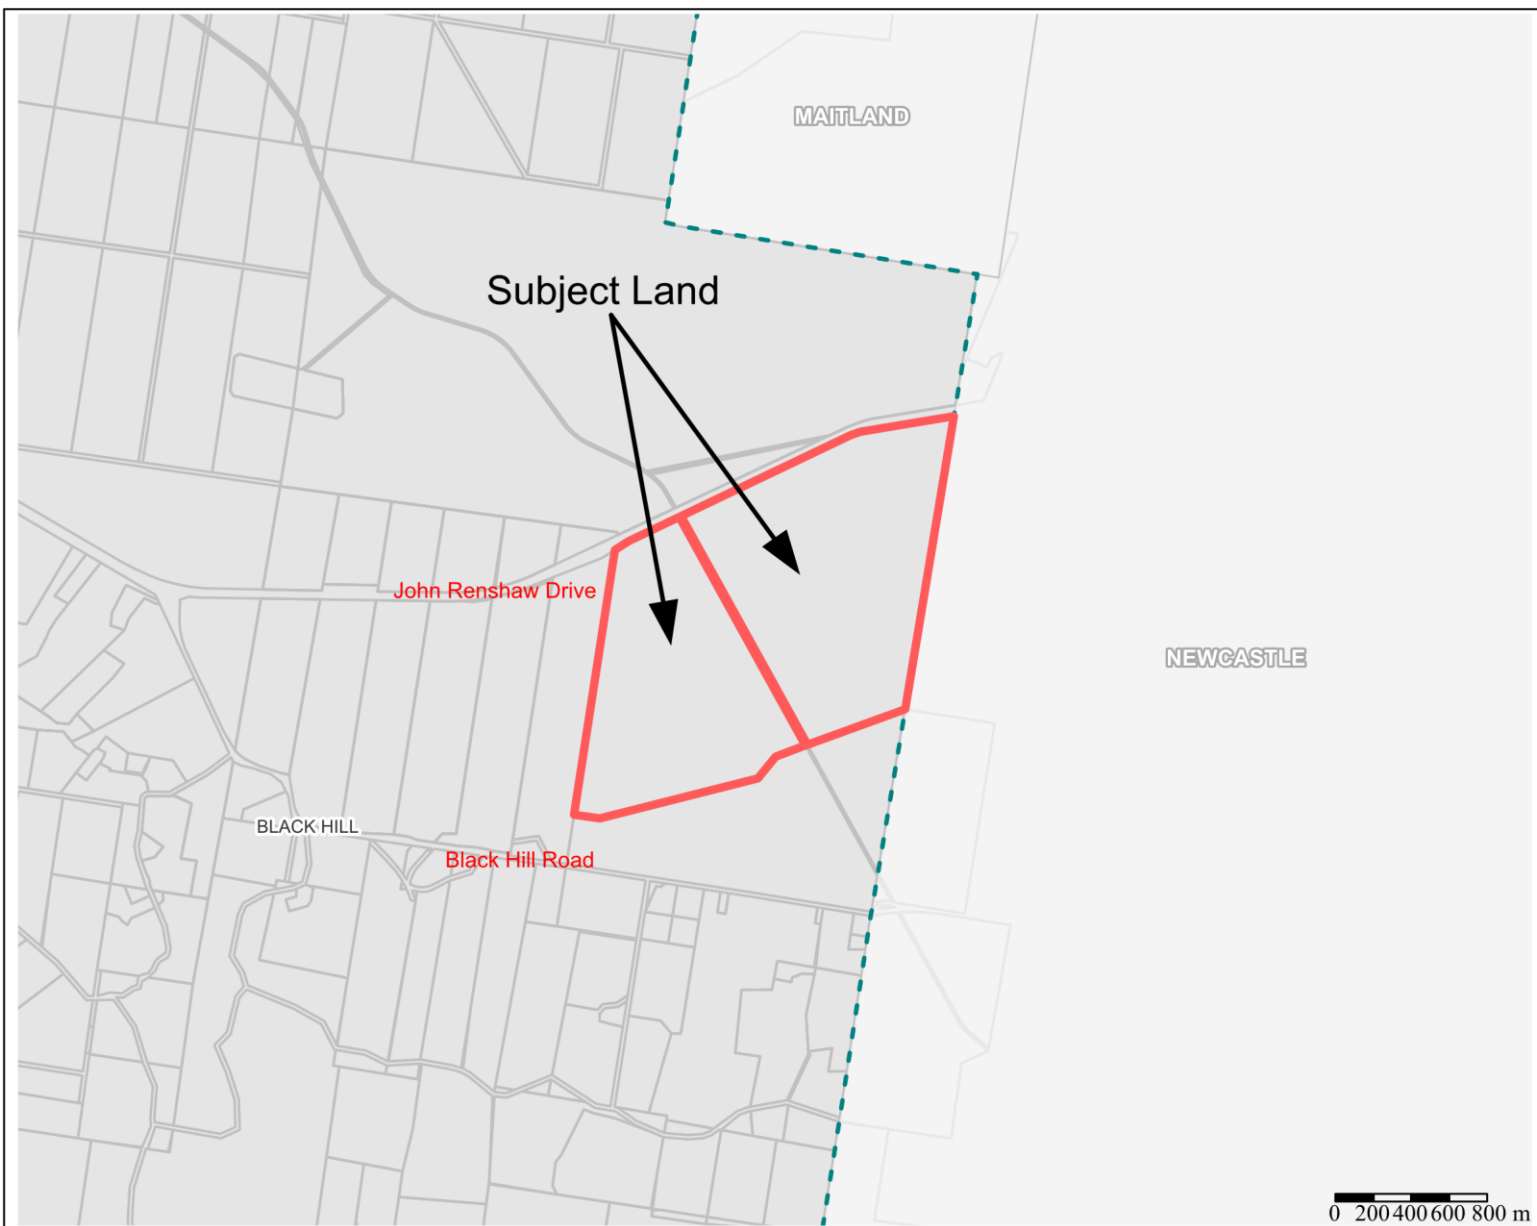 MAITLAND
Subject Land
John Renshaw Drive
NEWCASTLE
BLACK HILL
Black Hill Road
0 200 400 600 800 m